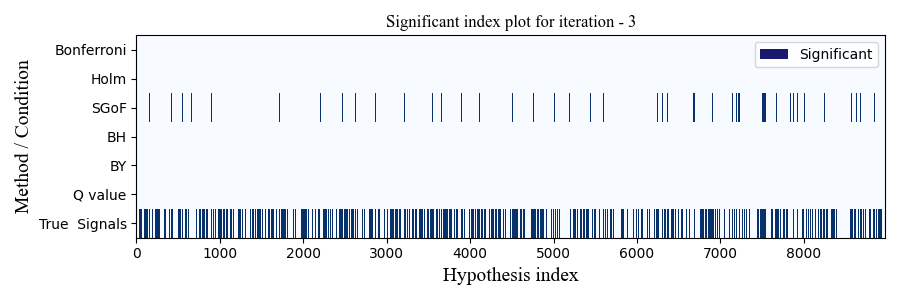 Significant index plot for iteration - 3
Significant
Method / Condition
Bonferroni
Holm
SGoF
BH
BY
Q value
True  Signals
0 1000 2000 3000 4000 5000 6000 7000 8000
Hypothesis index